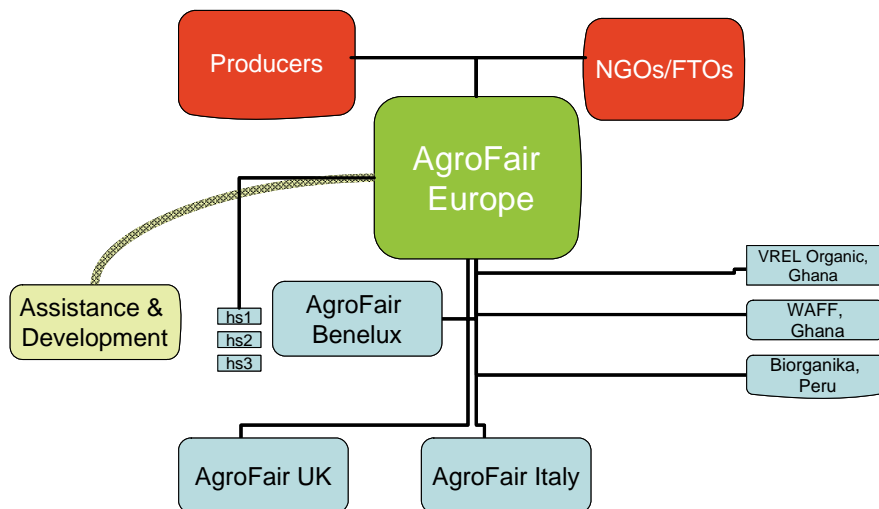 Producers
NGOs/FTOs
AgroFair
Europe
VREL Organic,
Ghana
Assistance &
Development
hs1
hs2
hs3
AgroFair
Benelux
WAFF,
Ghana
Biorganika,
Peru
AgroFair UK
AgroFair Italy